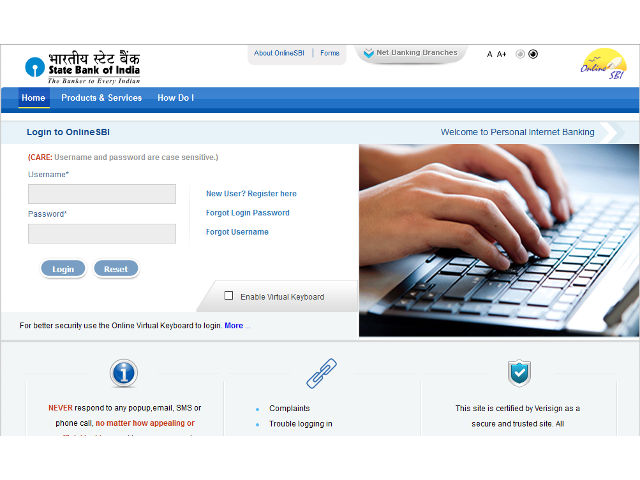 भारतीय स्टेट बैंक
State Bank of India
The Banker to Every Indian
About OnlineSBI | Forms
Net Banking Branches
A A+
Online SBI
Home Products & Services How Do I
Login to OnlineSBI
Welcome to Personal Internet Banking
(CARE: Username and password are case sensitive.)
Username*
New User? Register here
Password*
Forgot Login Password
Forgot Username
Login Reset
Enable Virtual Keyboard
For better security use the Online Virtual Keyboard to login. More ...
NEVER respond to any popup,email, SMS or
phone call, no matter how appealing or
Complaints
Trouble logging in
This site is certified by Verisign as a
secure and trusted site. All